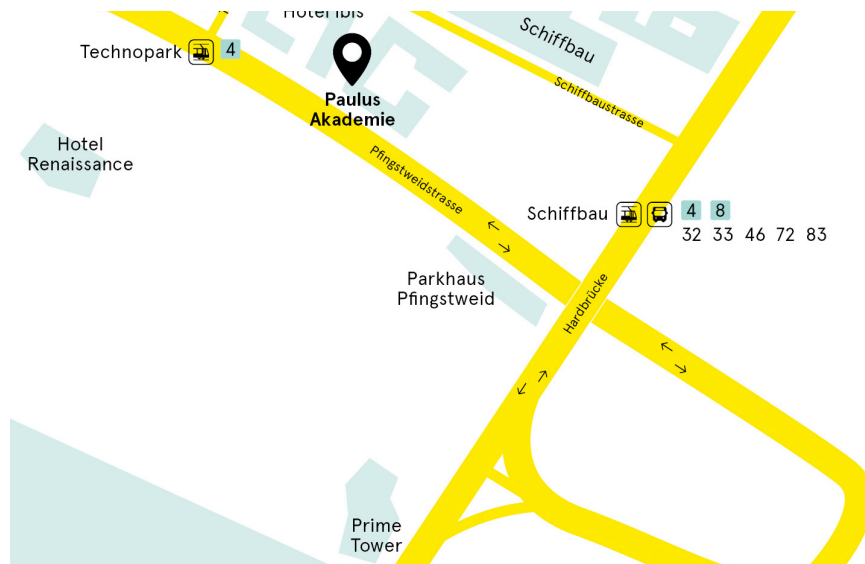 Hotel Ibis
Schiffbau
Technopark 4
Paulus
Akademie
Schiffbaustrasse
Hotel
Renaissance
Pfingstweidstrasse
Schiffbau 4 8
32 33 46 72 83
Parkhaus
Pfingstweid
Hardbrücke
Prime
Tower